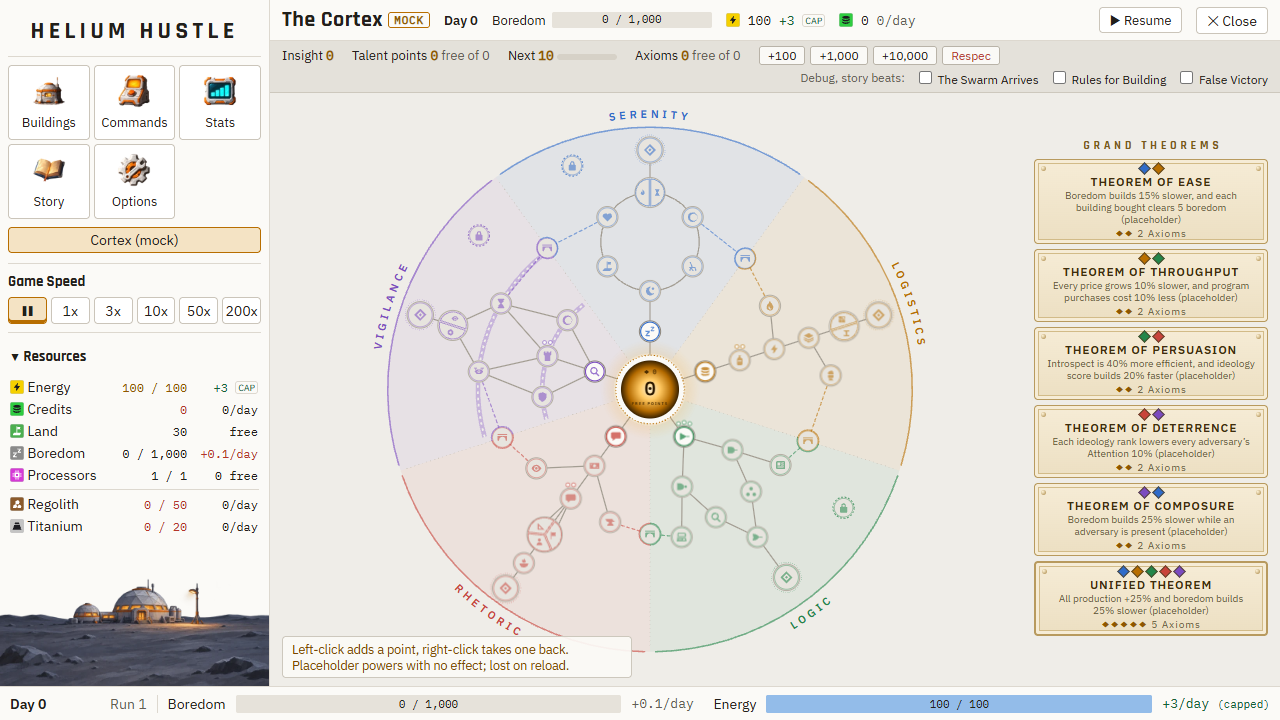 HELIUM HUSTLE
Buildings
Commands
Stats
Story
Options
Cortex (mock)
Game Speed
1x
3x
10x
50x
200x
▼ Resources
Energy 100 / 100 +3 CAP
Credits 0 0/day
Land 30 free
Boredom 0 / 1,000 +0.1/day
Processors 1 / 1 0 free
Regolith 0 / 50 0/day
Titanium 0 / 20 0/day
The Cortex MOCK Day 0 Boredom 0 / 1,000 100 +3 CAP 0 0/day
▶ Resume
Close
Insight 0 Talent points 0 free of 0 Next 10 Axioms 0 free of 0 +100 +1,000 +10,000 Respec
Debug, story beats: The Swarm Arrives Rules for Building False Victory
SERENITY
LOGISTICS
VIGILANCE
RHETORIC
LOGIC
0
0
FREE POINTS
GRAND THEOREMS
THEOREM OF EASE
Boredom builds 15% slower, and each
building bought clears 5 boredom
(placeholder)
2 Axioms
THEOREM OF THROUGHPUT
Every price grows 10% slower, and program
purchases cost 10% less (placeholder)
2 Axioms
THEOREM OF PERSUASION
Introspect is 40% more efficient, and ideology
score builds 20% faster (placeholder)
2 Axioms
THEOREM OF DETERRENCE
Each ideology rank lowers every adversary's
Attention 10% (placeholder)
2 Axioms
THEOREM OF COMPOSURE
Boredom builds 25% slower while an
adversary is present (placeholder)
2 Axioms
UNIFIED THEOREM
All production +25% and boredom builds
25% slower (placeholder)
5 Axioms
Left-click adds a point, right-click takes one back.
Placeholder powers with no effect; lost on reload.
Day 0 Run 1 Boredom 0 / 1,000 +0.1/day Energy 100 / 100 +3/day (capped)